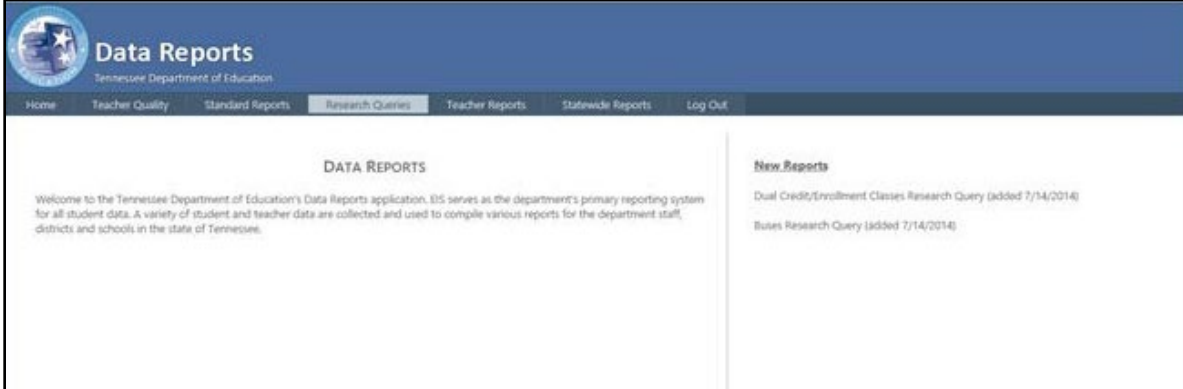 EDUCATION
Data Reports
Tennessee Department of Education
Home Teacher Quality Standard Reports Research Queries Teacher Reports Statewide Reports Log Out
DATA REPORTS
Welcome to the Tennessee Department of Education's Data Reports application. EIS serves as the department's primary reporting system
for all student data. A variety of student and teacher data are collected and used to compile various reports for the department staff,
districts and schools in the state of Tennessee.
New Reports
Dual Credit/Enrollment Classes Research Query (added 7/14/2014)
Buses Research Query (added 7/14/2014)